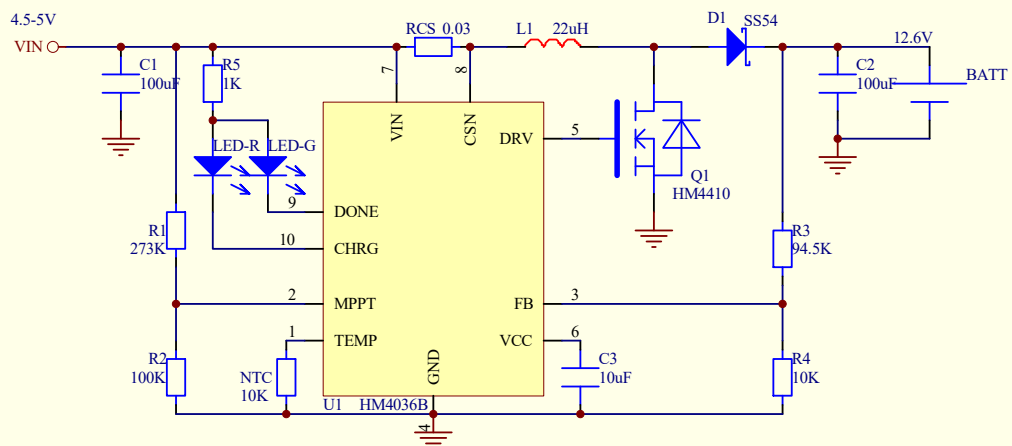 4.5-5V
VIN
C1
100uF
R5
1K
LED-R
LED-G
RCS 0.03
L1 22uH
D1
SS54
12.6V
C2
100uF
BATT
7
8
VIN
CSN
DRV
5
Q1
HM4410
9
DONE
10
CHRG
R1
273K
2
MPPT
FB
3
R3
94.5K
1
TEMP
VCC
6
R2
100K
NTC
10K
GND
C3
10uF
R4
10K
U1 HM4036B
4